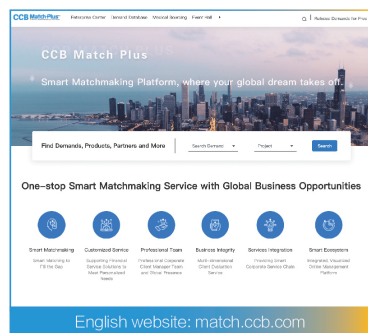 CCB Match Plus Enterprise Center Demand Database Medical Sourcing Event Hall Release Demands for Free
CCB Match Plus
Smart Matchmaking Platform, where your global dream takes off.
Find Demands, Products, Partners and More Search Demand Project Search
One-stop Smart Matchmaking Service with Global Business Opportunities
Smart Matchmaking Customized Service Professional Team Business Integrity Services Integration Smart Ecosystem
Smart Matching to Supporting Financial Professional Corporate Multi-dimensional Providing Smart Integrated, Visualized
Fill the Gap Service Solutions to Client Manager Team Client Evaluation Corporate Service Chain Online Management
Meet Personalized and Global Presence Service Platform
Needs
English website: match.ccb.com